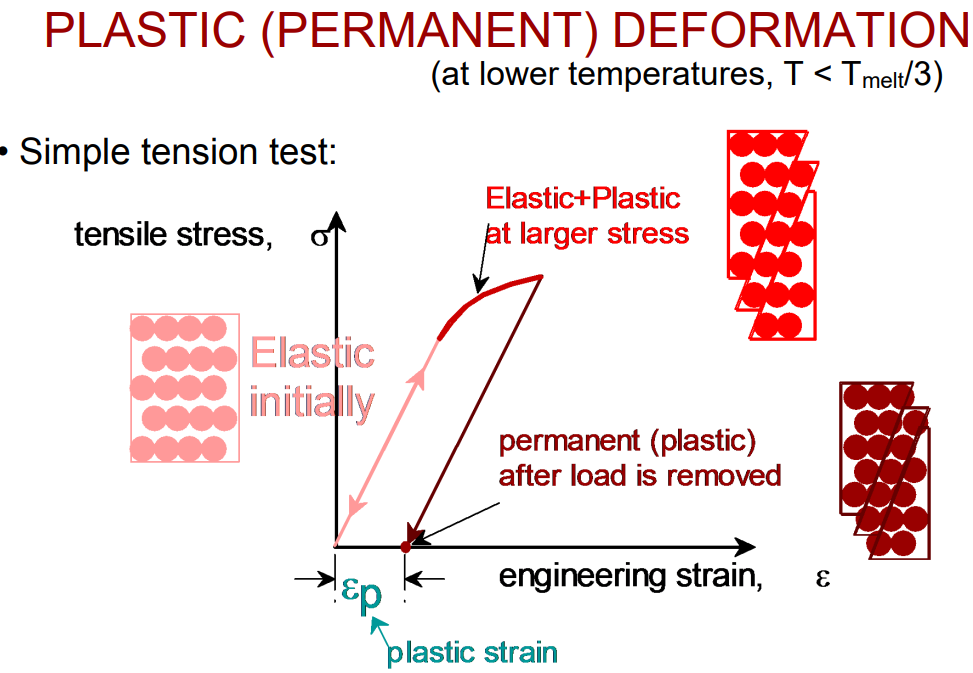 PLASTIC (PERMANENT) DEFORMATION
(at lower temperatures, T < Tmelt/3)
• Simple tension test:
tensile stress, σ
Elastic+Plastic
at larger stress
Elastic
initially
permanent (plastic)
after load is removed
engineering strain, ε
εp
plastic strain